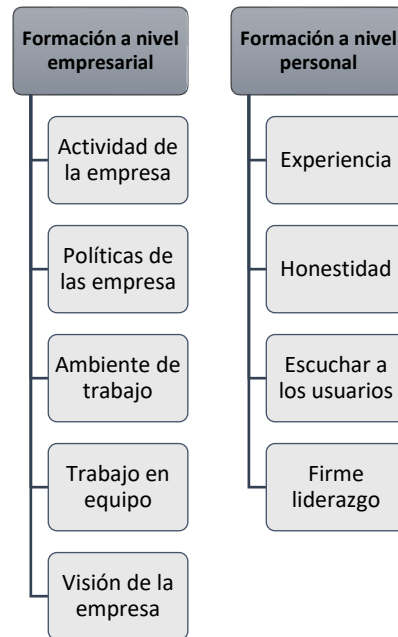 Formación a nivel
empresarial
Actividad de
la empresa
Políticas de
las empresa
Ambiente de
trabajo
Trabajo en
equipo
Visión de la
empresa
Formación a nivel
personal
Experiencia
Honestidad
Escuchar a
los usuarios
Firme
liderazgo